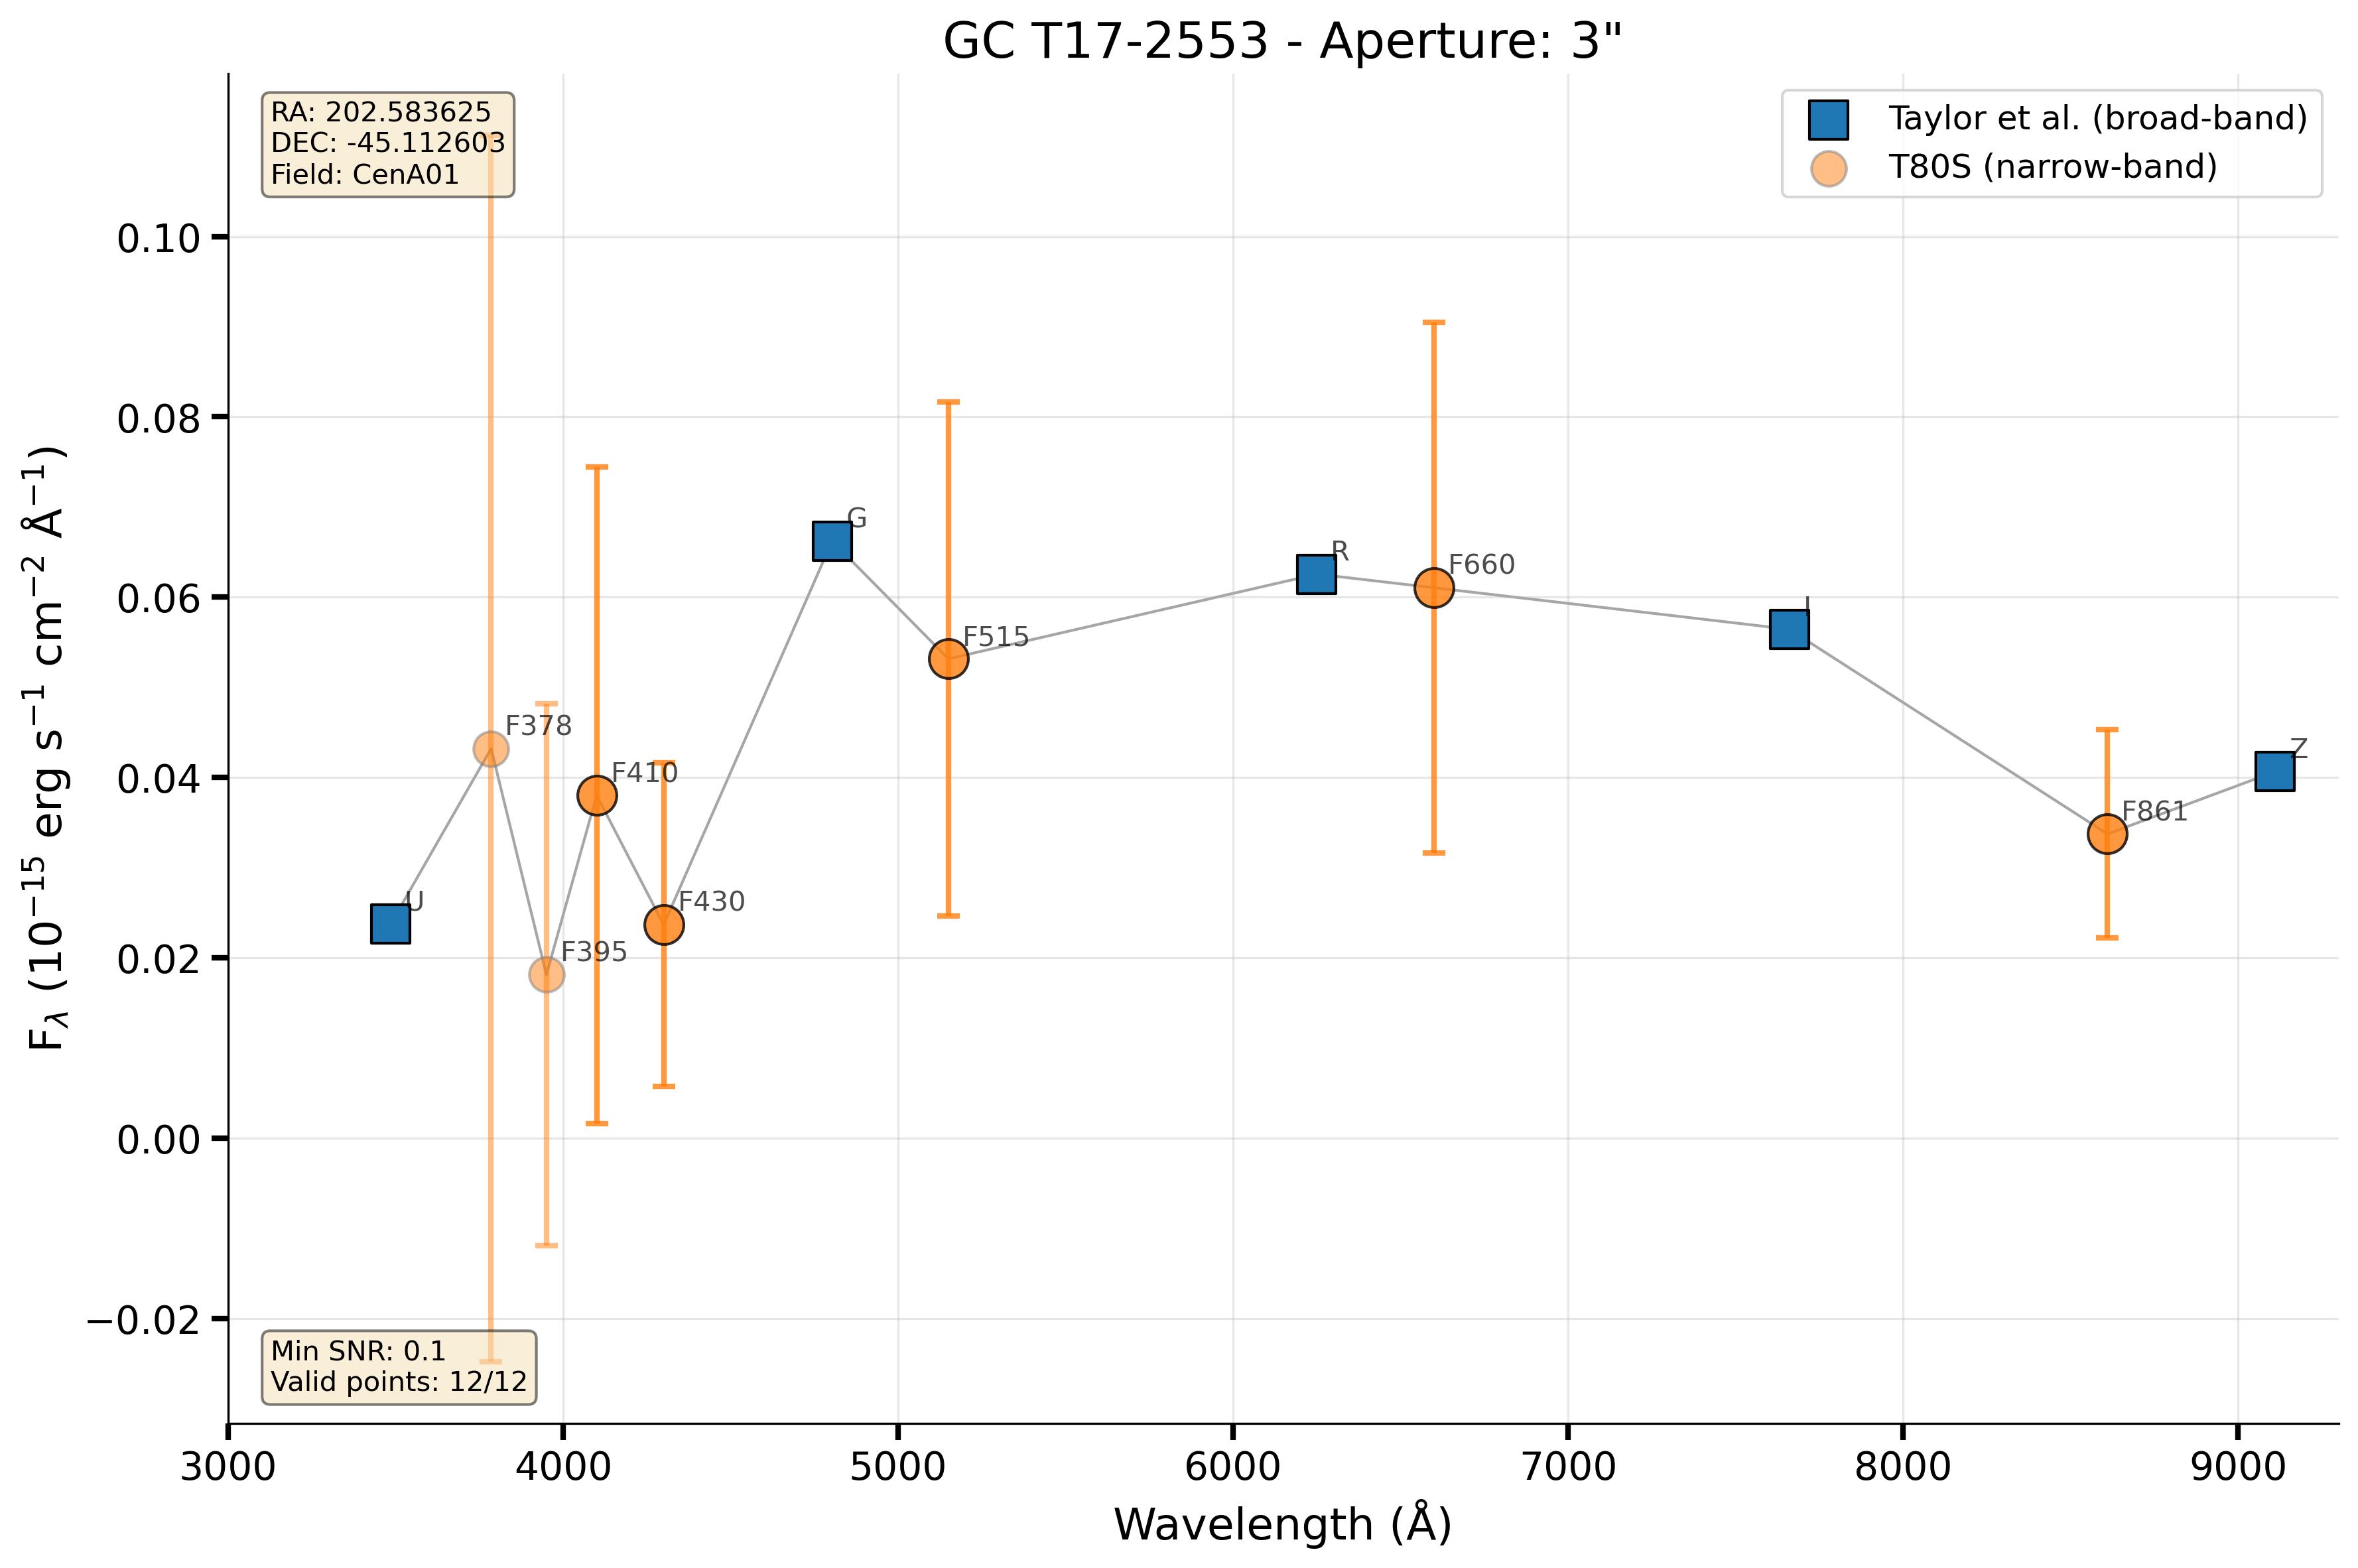 GC T17-2553 - Aperture: 3"
RA: 202.583625
DEC: -45.112603
Field: CenA01
Taylor et al. (broad-band)
T80S (narrow-band)
0.10
0.08
0.06
0.04
0.02
0.00
−0.02
F$_{λ}$ (10$^{−15}$ erg s$^{−1}$ cm$^{−2}$ Å$^{−1}$)
U
F378
F395
F410
F430
G
F515
R
F660
I
F861
Z
Min SNR: 0.1
Valid points: 12/12
3000
4000
5000
6000
7000
8000
9000
Wavelength (Å)